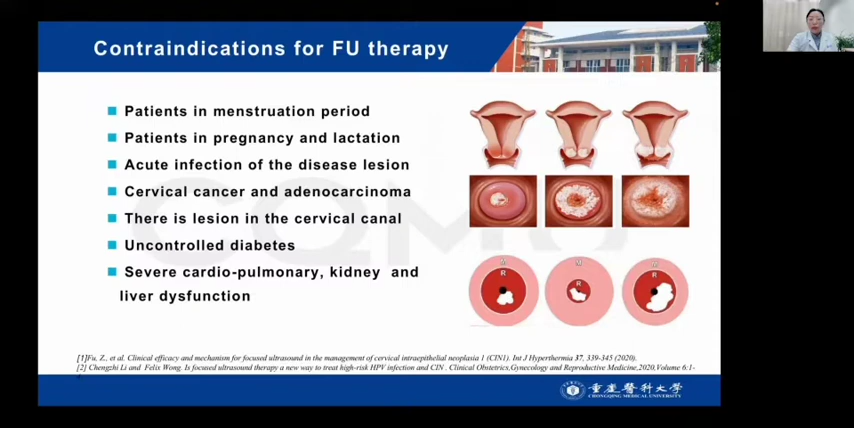 Contraindications for FU therapy
Patients in menstruation period
Patients in pregnancy and lactation
Acute infection of the disease lesion
Cervical cancer and adenocarcinoma
There is lesion in the cervical canal
Uncontrolled diabetes
Severe cardio-pulmonary, kidney and
liver dysfunction
CQMU
M
R
M
R
M
R
[1]Fu, Z., et al. Clinical efficacy and mechanism for focused ultrasound in the management of cervical intraepithelial neoplasia 1 (CIN1). Int J Hyperthermia 37, 339-345 (2020).
[2] Chengzhi Li and Felix Wong. Is focused ultrasound therapy a new way to treat high-risk HPV infection and CIN . Clinical Obstetrics,Gynecology and Reproductive Medicine,2020,Volume 6:1-
重慶醫科大学
CHONGQING MEDICAL UNIVERSITY